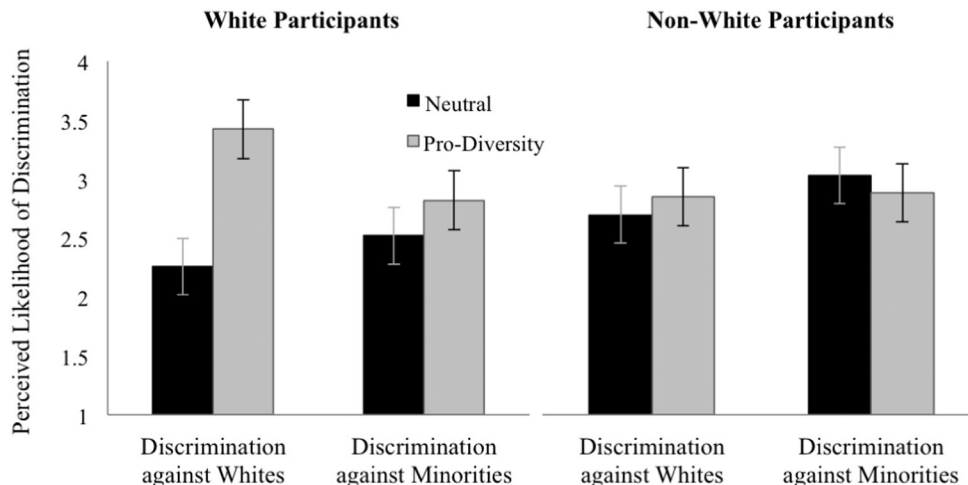 White Participants
Non-White Participants
Perceived Likelihood of Discrimination
4
3.5
3
2.5
2
1.5
1
Neutral
Pro-Diversity
Discrimination
against Whites
Discrimination
against Minorities
Discrimination
against Whites
Discrimination
against Minorities